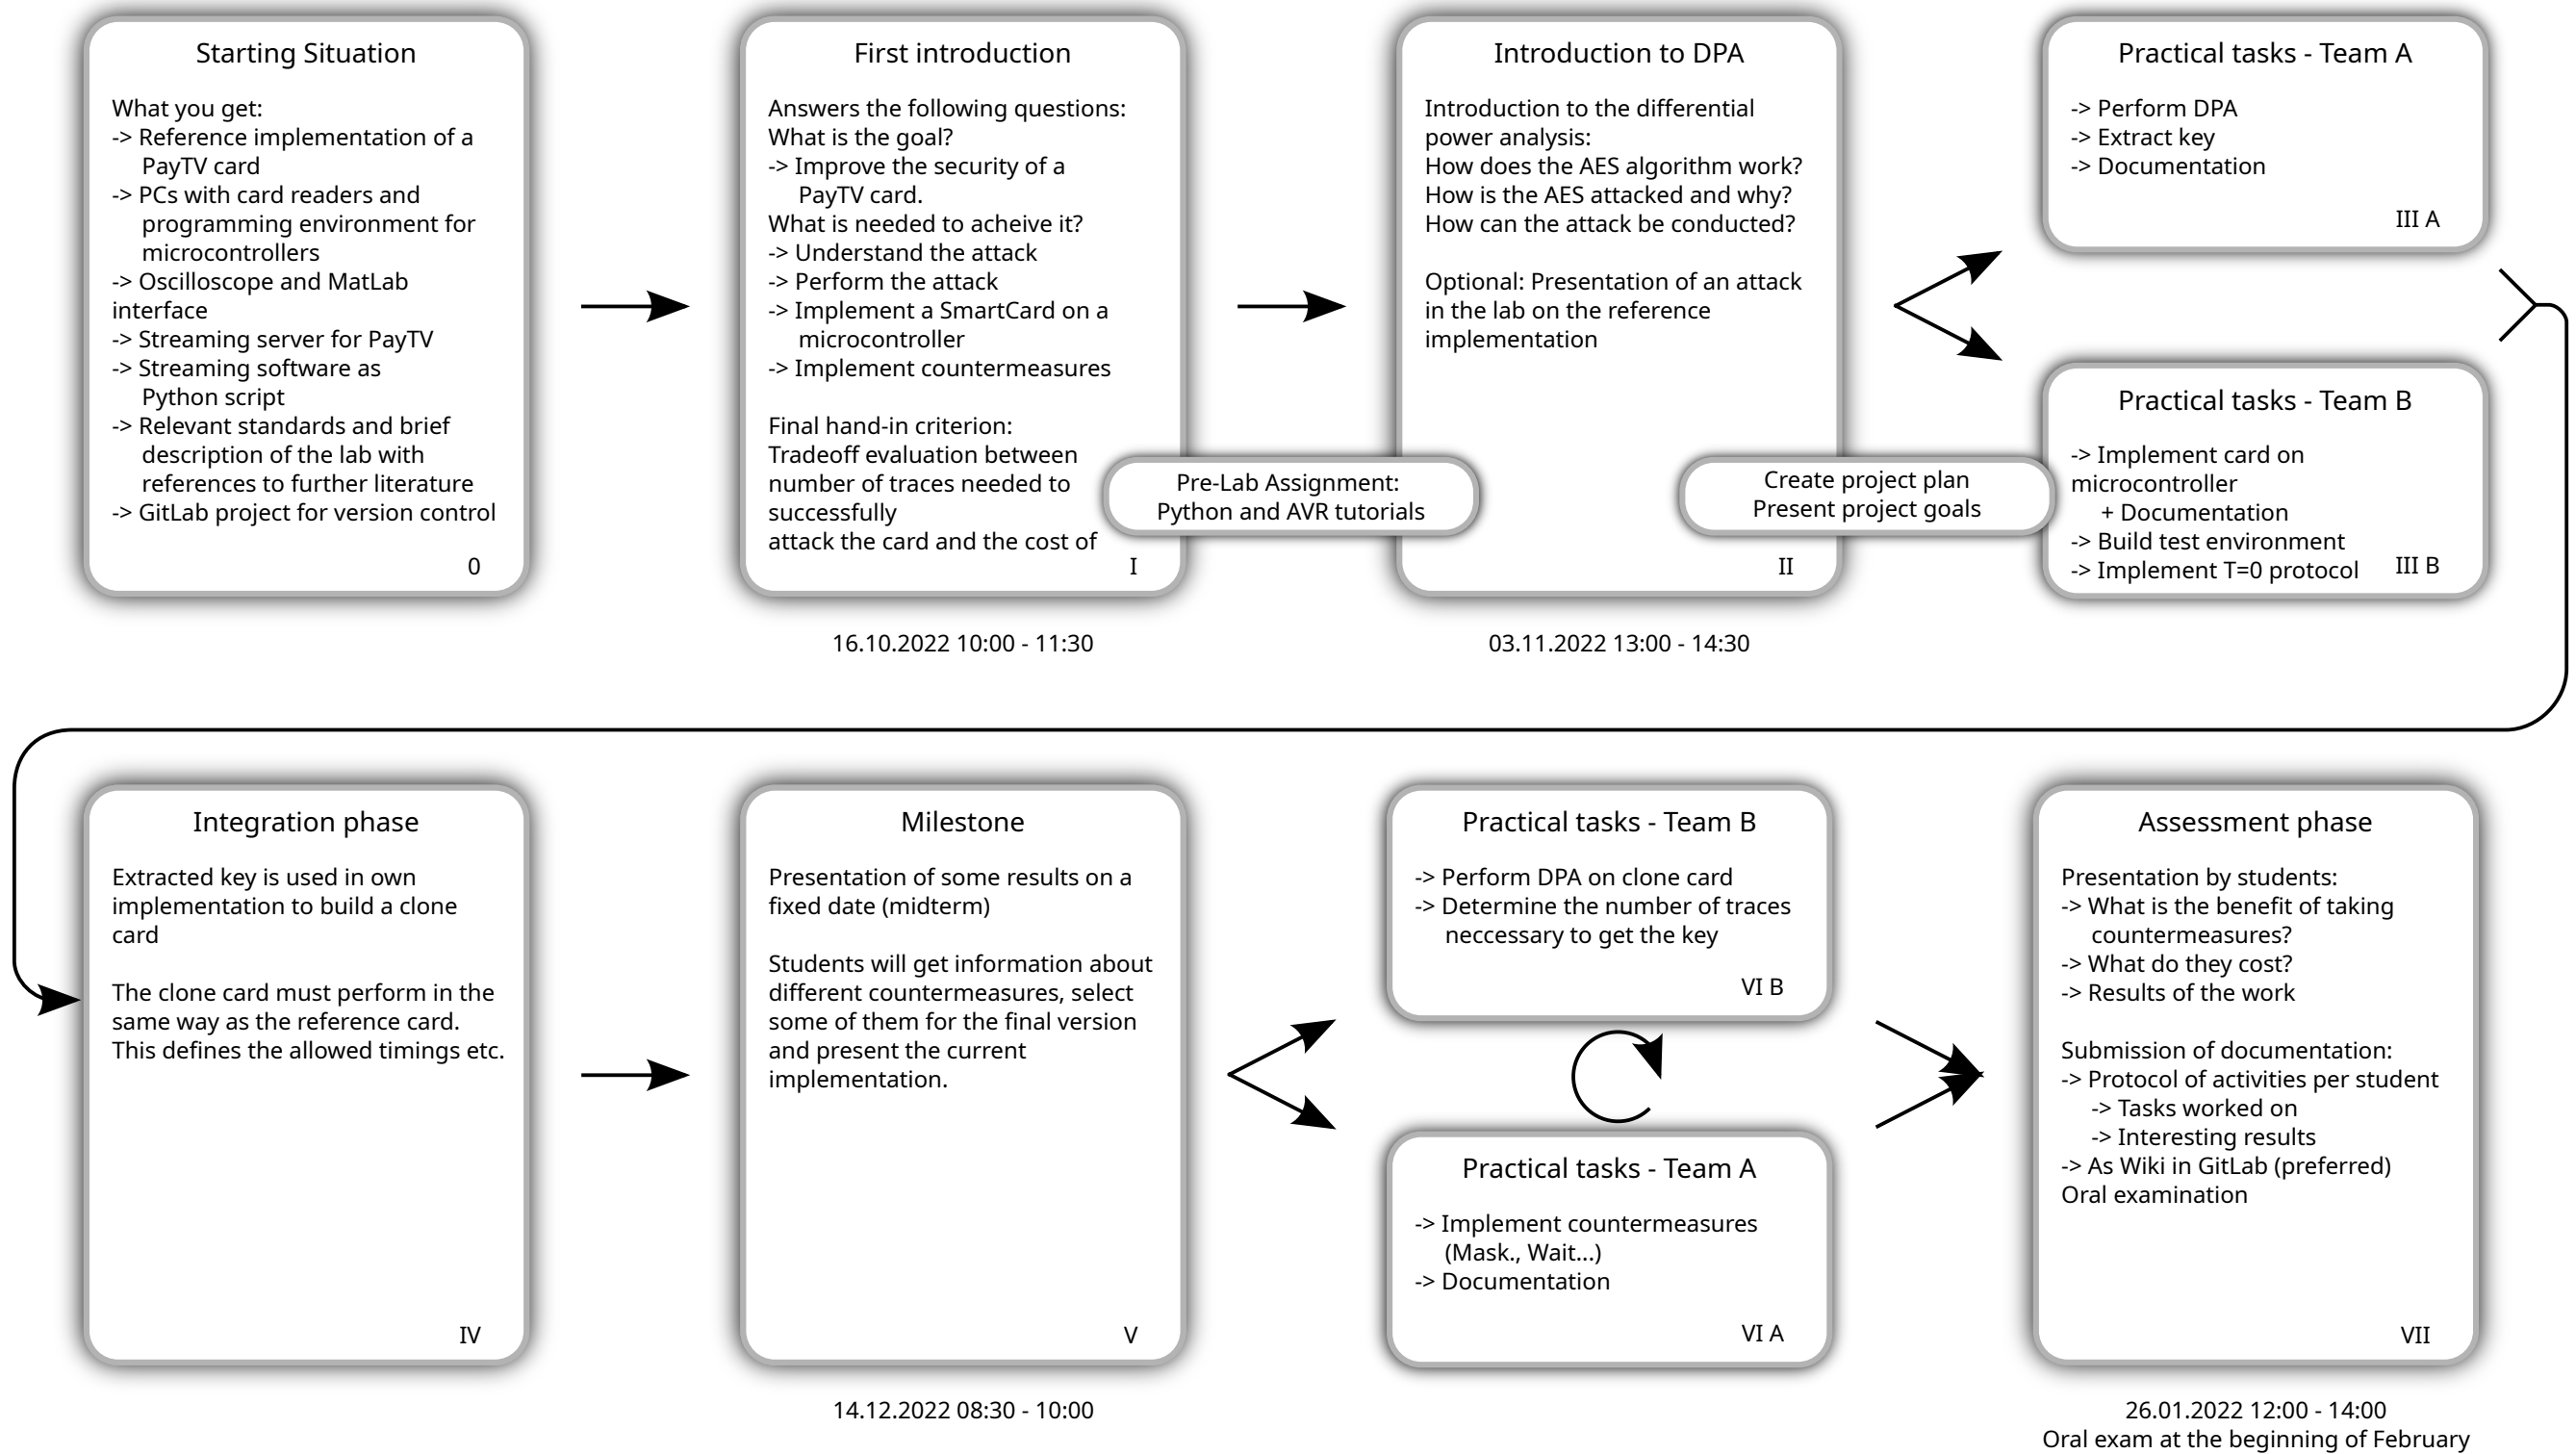 Starting Situation
What you get:
-> Reference implementation of a
PayTV card
-> PCs with card readers and
programming environment for
microcontrollers
-> Oscilloscope and MatLab
interface
-> Streaming server for PayTV
-> Streaming software as
Python script
-> Relevant standards and brief
description of the lab with
references to further literature
-> GitLab project for version control
0
First introduction
Answers the following questions:
What is the goal?
-> Improve the security of a
PayTV card.
What is needed to acheive it?
-> Understand the attack
-> Perform the attack
-> Implement a SmartCard on a
microcontroller
-> Implement countermeasures
Final hand-in criterion:
Tradeoff evaluation between
number of traces needed to
successfully
attack the card and the cost of
I
16.10.2022 10:00 - 11:30
Pre-Lab Assignment:
Python and AVR tutorials
Introduction to DPA
Introduction to the differential
power analysis:
How does the AES algorithm work?
How is the AES attacked and why?
How can the attack be conducted?
Optional: Presentation of an attack
in the lab on the reference
implementation
II
03.11.2022 13:00 - 14:30
Create project plan
Present project goals
Practical tasks - Team A
-> Perform DPA
-> Extract key
-> Documentation
III A
Practical tasks - Team B
-> Implement card on
microcontroller
+ Documentation
-> Build test environment
-> Implement T=0 protocol
III B
Integration phase
Extracted key is used in own
implementation to build a clone
card
The clone card must perform in the
same way as the reference card.
This defines the allowed timings etc.
IV
Milestone
Presentation of some results on a
fixed date (midterm)
Students will get information about
different countermeasures, select
some of them for the final version
and present the current
implementation.
V
14.12.2022 08:30 - 10:00
Practical tasks - Team B
-> Perform DPA on clone card
-> Determine the number of traces
neccessary to get the key
VI B
Practical tasks - Team A
-> Implement countermeasures
(Mask., Wait...)
-> Documentation
VI A
Assessment phase
Presentation by students:
-> What is the benefit of taking
countermeasures?
-> What do they cost?
-> Results of the work
Submission of documentation:
-> Protocol of activities per student
-> Tasks worked on
-> Interesting results
-> As Wiki in GitLab (preferred)
Oral examination
VII
26.01.2022 12:00 - 14:00
Oral exam at the beginning of February